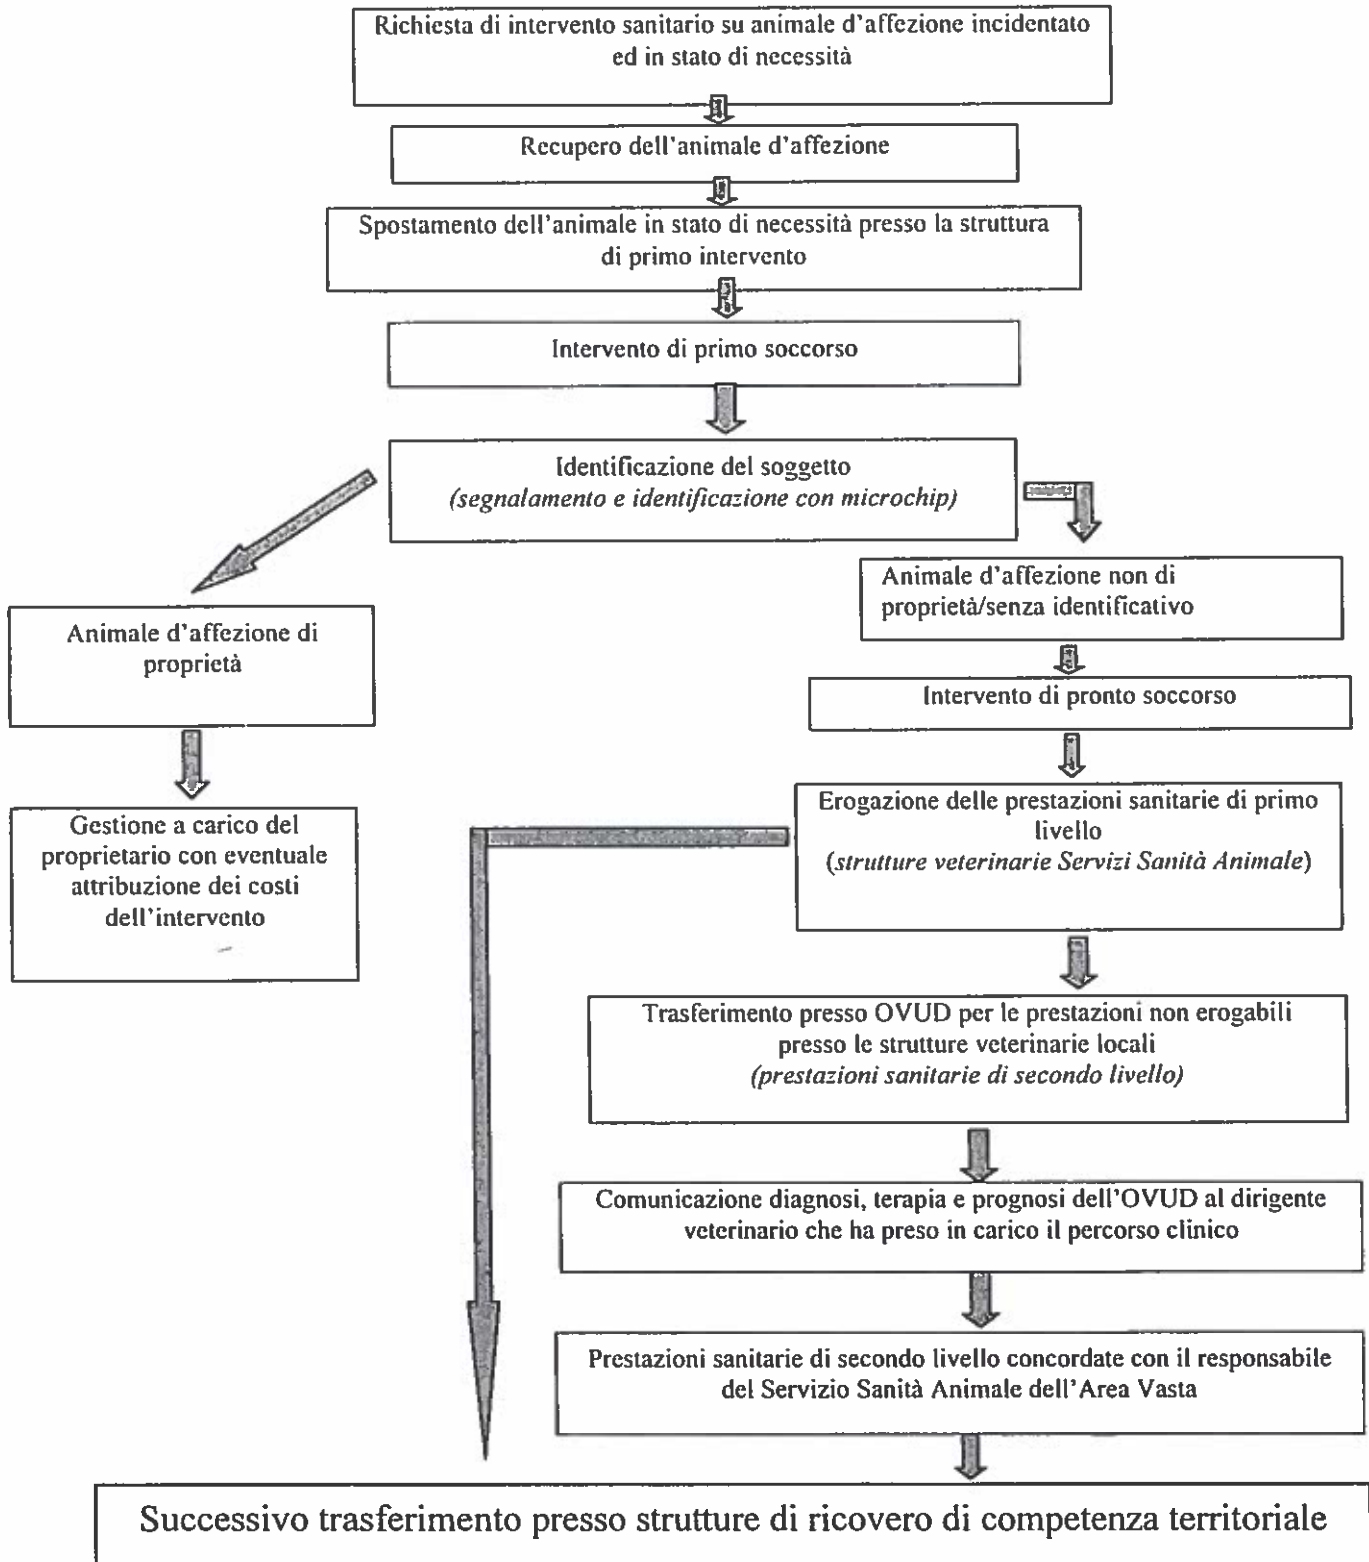 Richiesta di intervento sanitario su animale d'affezione incidentato
ed in stato di necessità
Recupero dell'animale d'affezione
Spostamento dell'animale in stato di necessità presso la struttura
di primo intervento
Intervento di primo soccorso
Identificazione del soggetto
(segnalamento e identificazione con microchip)
Animale d'affezione di
proprietà
Gestione a carico del
proprietario con eventuale
attribuzione dei costi
dell'intervento
Animale d'affezione non di
proprietà/senza identificativo
Intervento di pronto soccorso
Erogazione delle prestazioni sanitarie di primo
livello
(strutture veterinarie Servizi Sanità Animale)
Trasferimento presso OVUD per le prestazioni non erogabili
presso le strutture veterinarie locali
(prestazioni sanitarie di secondo livello)
Comunicazione diagnosi, terapia e prognosi dell'OVUD al dirigente
veterinario che ha preso in carico il percorso clinico
Prestazioni sanitarie di secondo livello concordate con il responsabile
del Servizio Sanità Animale dell'Area Vasta
Successivo trasferimento presso strutture di ricovero di competenza territoriale